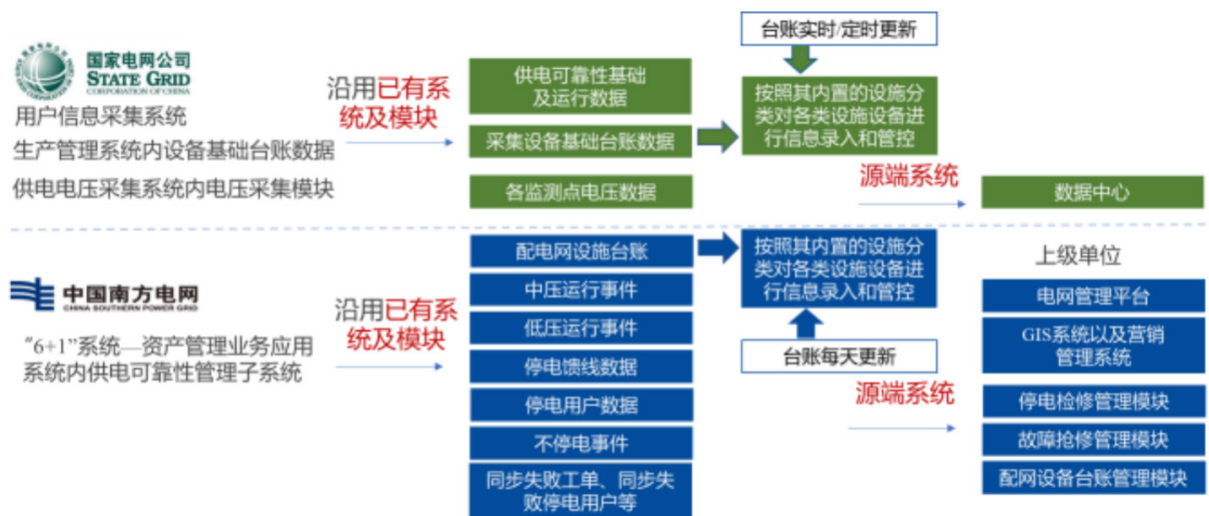 国家电网公司
STATE GRID
CORPORATION OF CHINA
用户信息采集系统
生产管理系统内设备基础台账数据
供电电压采集系统内电压采集模块
沿用已有系
统及模块
供电可靠性基础
及运行数据
采集设备基础台账数据
各监测点电压数据
台账实时/定时更新
按照其内置的设施分
类对各类设施设备进
行信息录入和管控
源端系统
数据中心
中国南方电网
CHINA SOUTHERN POWER GRID
“6+1”系统—资产管理业务应用
系统内供电可靠性管理子系统
沿用已有系
统及模块
配电网设施台账
中压运行事件
低压运行事件
停电馈线数据
停电用户数据
不停电事件
同步失败工单、同步失
败停电用户等
按照其内置的设施分
类对各类设施设备进
行信息录入和管控
台账每天更新
源端系统
上级单位
电网管理平台
GIS系统以及营销
管理系统
停电检修管理模块
故障抢修管理模块
配网设备台账管理模块